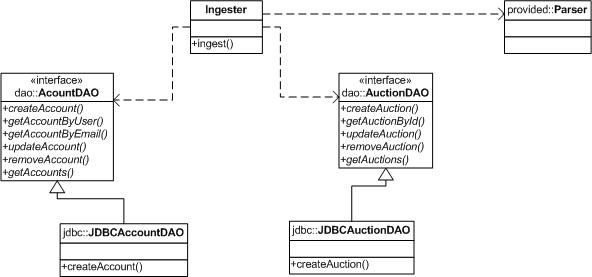 Ingester
+ingest()
provided::Parser
«interface»
dao::AcountDAO
+createAccount()
+getAccountByUser()
+getAccountByEmail()
+updateAccount()
+removeAccount()
+getAccounts()
«interface»
dao::AuctionDAO
+createAuction()
+getAuctionById()
+updateAuction()
+removeAuction()
+getAuctions()
jdbc::JDBCAccountDAO
+createAccount()
jdbc::JDBCAuctionDAO
+createAuction()